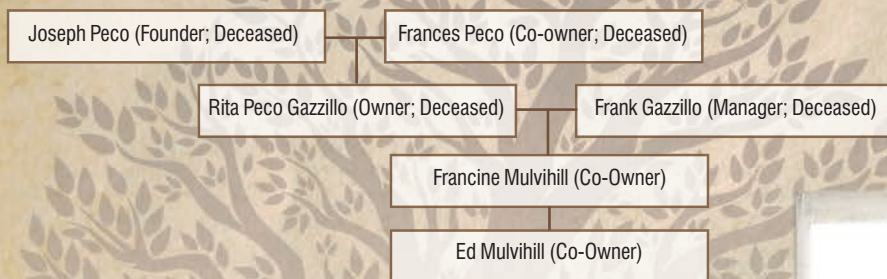 Joseph Peco (Founder; Deceased)
Frances Peco (Co-owner; Deceased)
Rita Peco Gazzillo (Owner; Deceased)
Frank Gazzillo (Manager; Deceased)
Francine Mulvihill (Co-Owner)
Ed Mulvihill (Co-Owner)